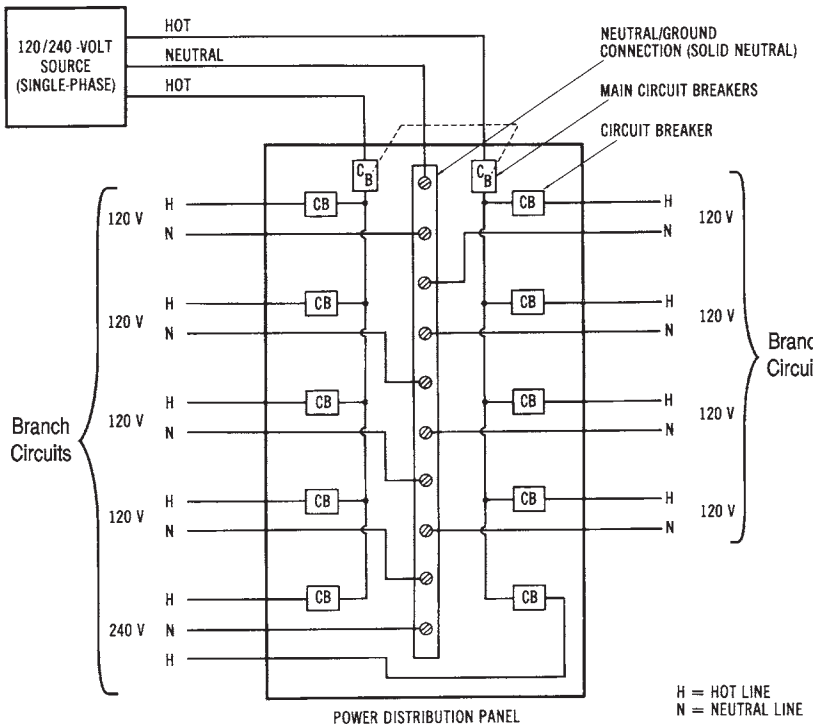 120/240 -VOLT
SOURCE
(SINGLE-PHASE)
HOT
NEUTRAL
HOT
NEUTRAL/GROUND
CONNECTION (SOLID NEUTRAL)
MAIN CIRCUIT BREAKERS
CIRCUIT BREAKER
CB
CB
120 V
H
N
CB
CB
H
N
120 V
120 V
H
N
CB
CB
H
N
120 V
120 V
H
N
CB
CB
H
N
120 V
120 V
H
N
CB
CB
H
N
120 V
240 V
H
N
H
CB
CB
Branch
Circuits
Branc
Circui
POWER DISTRIBUTION PANEL
H = HOT LINE
N = NEUTRAL LINE